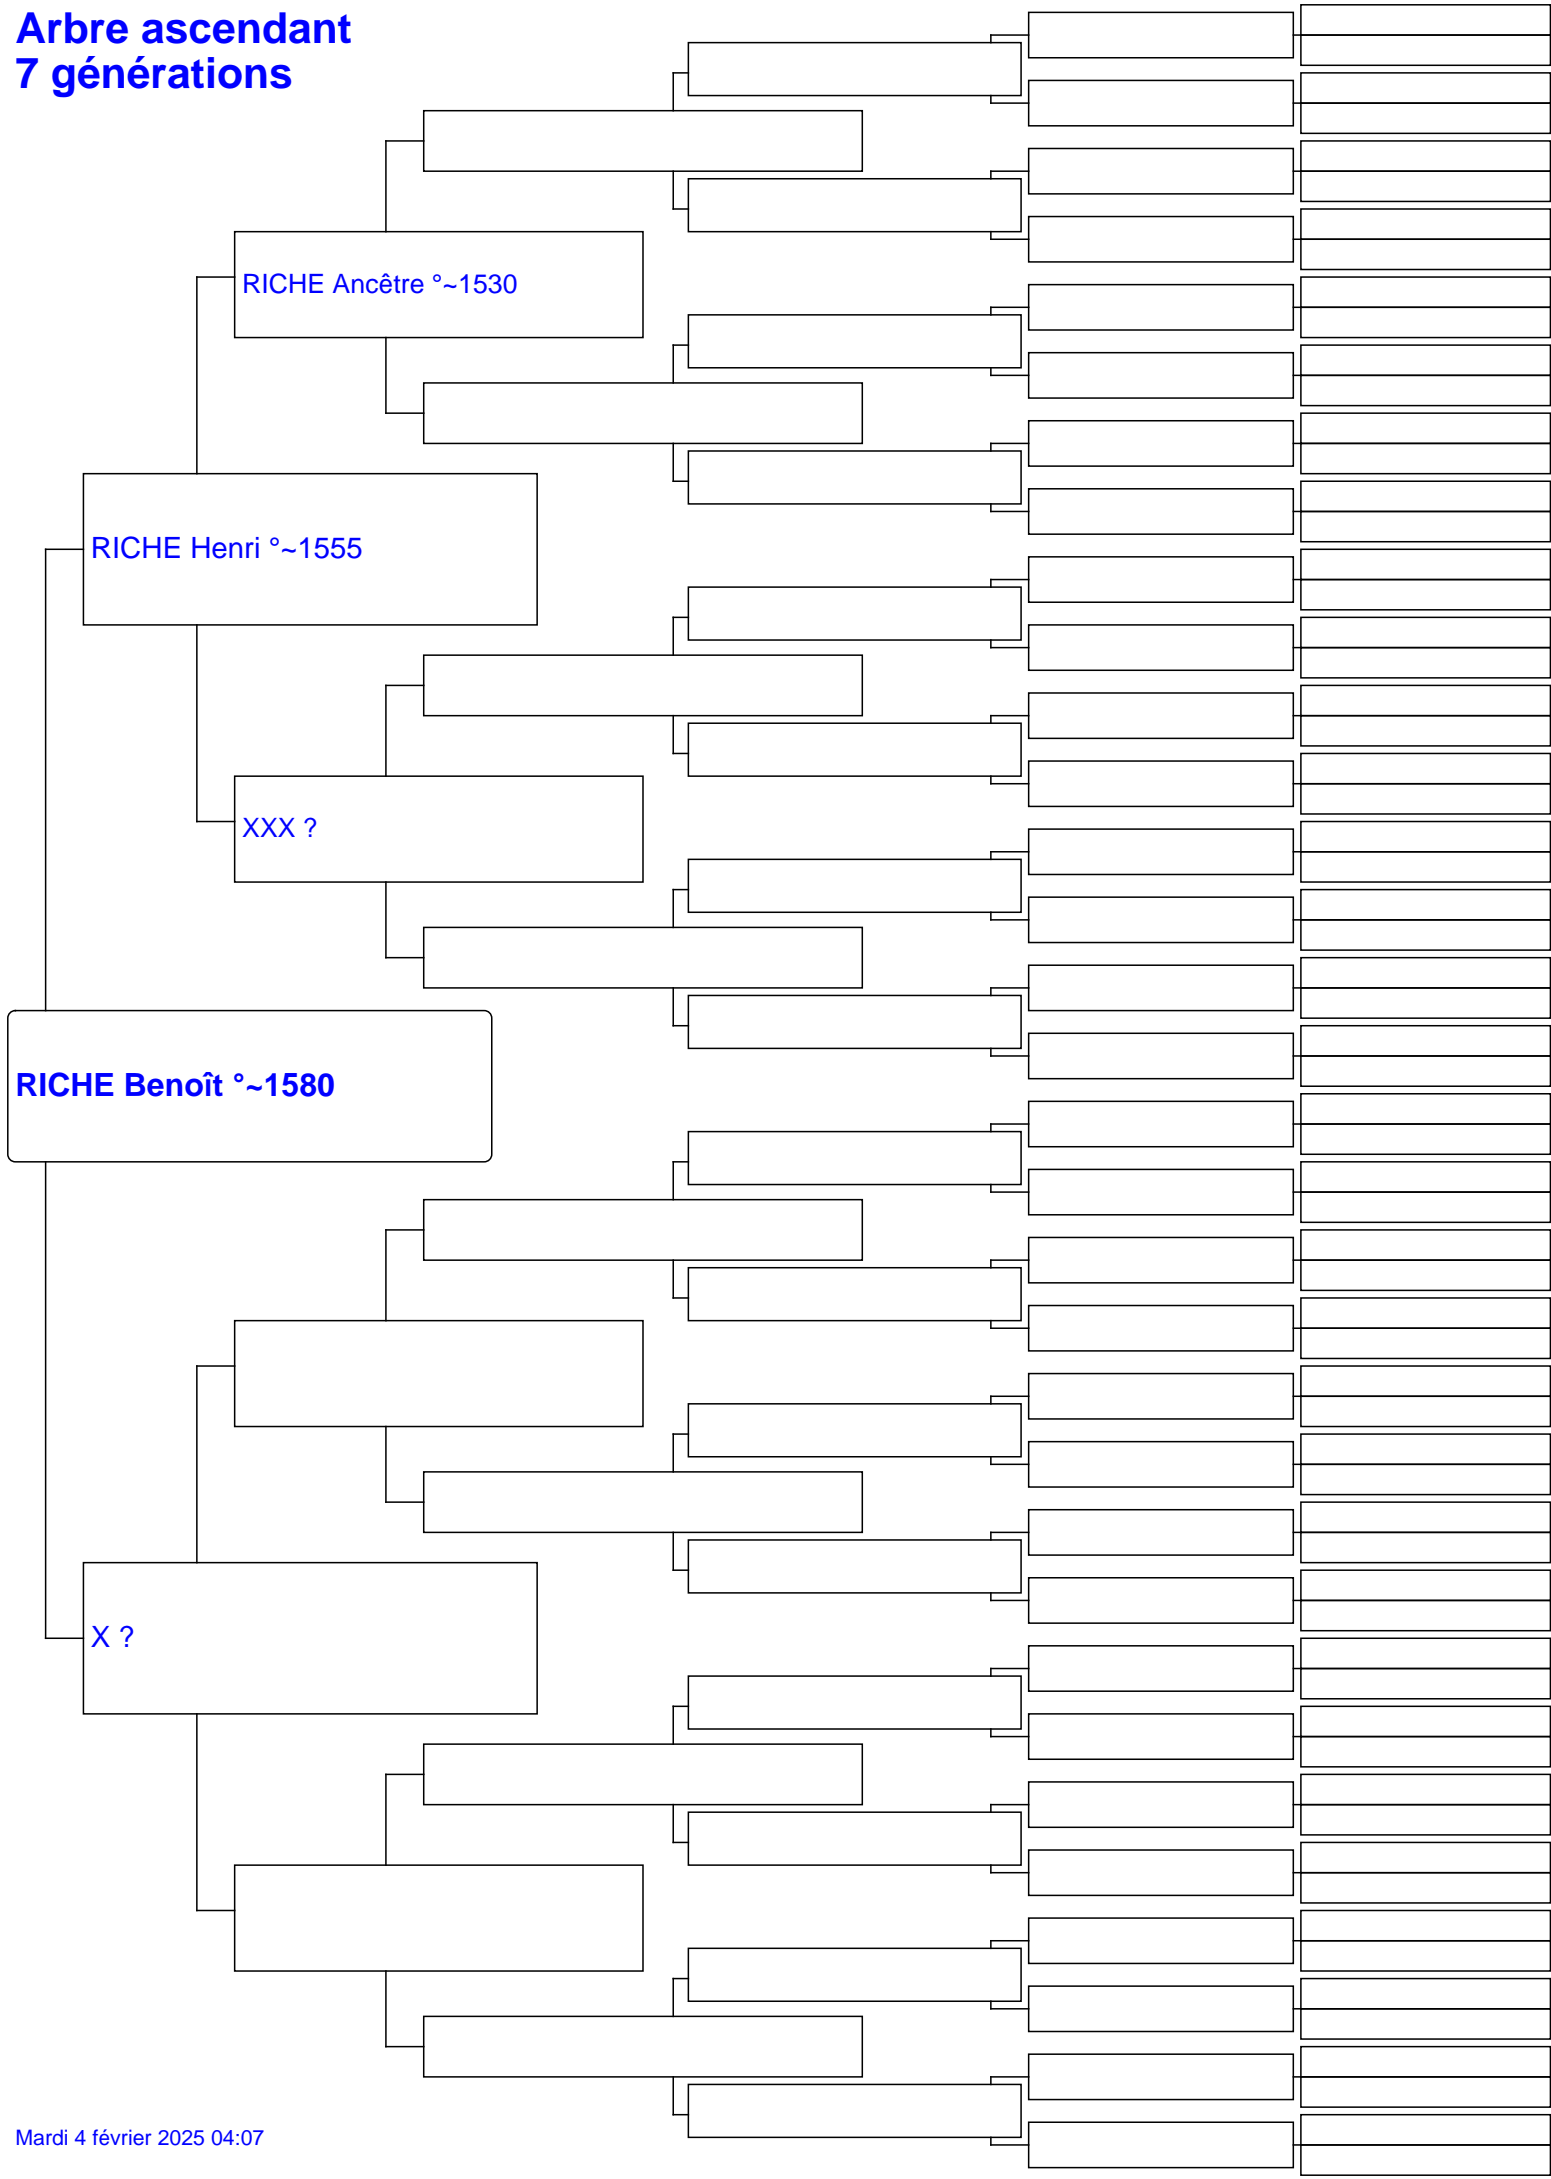 Arbre ascendant
7 générations
RICHE Ancêtre °~1530
RICHE Henri °~1555
XXX ?
RICHE Benoît °~1580
X ?
Mardi 4 février 2025 04:07